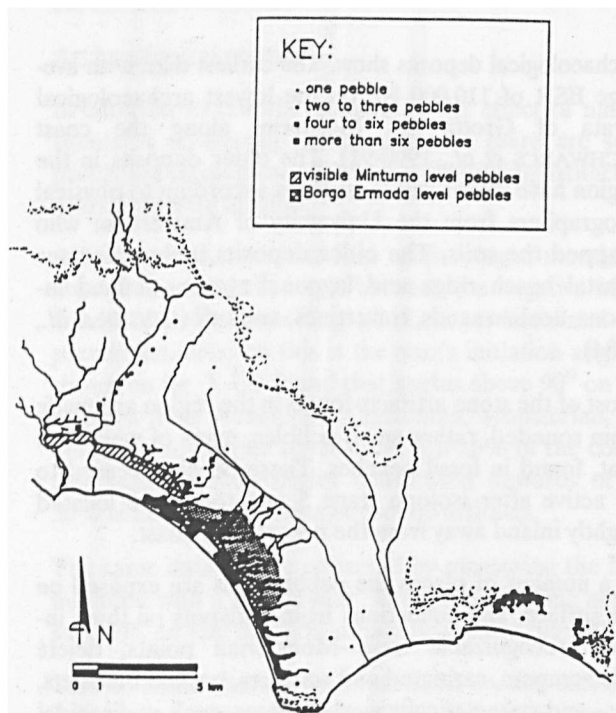 KEY:
one pebble
two to three pebbles
four to six pebbles
more than six pebbles
visible Minturno level pebbles
Borgo Ermada level pebbles
N
0 5 km